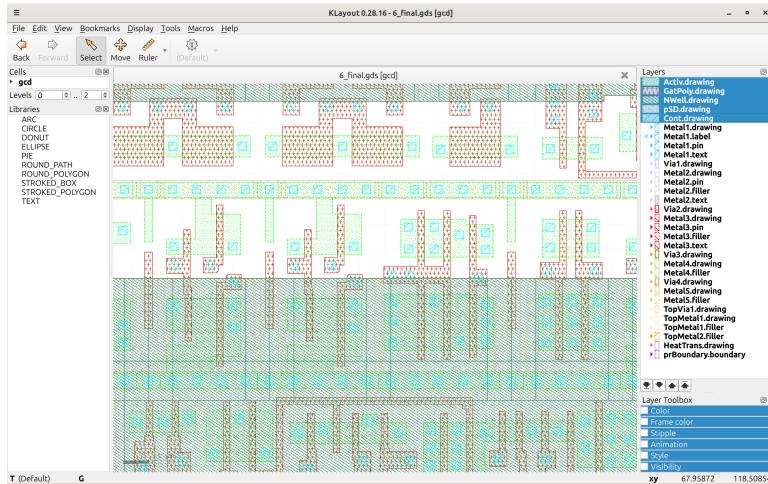 KLayout 0.28.16 - 6_final.gds [gcd]
File Edit View Bookmarks Display Tools Macros Help
Back Forward Select Move Ruler (Default)
Cells
gcd
Levels 0 .. 2
Libraries
ARC
CIRCLE
DONUT
ELLIPSE
PIE
ROUND_PATH
ROUND_POLYGON
STROKED_BOX
STROKED_POLYGON
TEXT
6_final.gds [gcd]
Layers
Activ.drawing
GatPoly.drawing
NWell.drawing
pSD.drawing
Cont.drawing
Metal1.drawing
Metal1.label
Metal1.pin
Metal1.text
Via1.drawing
Metal2.drawing
Metal2.pin
Metal2.filler
Metal2.text
Via2.drawing
Metal3.drawing
Metal3.pin
Metal3.filler
Metal3.text
Via3.drawing
Metal4.drawing
Metal4.filler
Via4.drawing
Metal5.drawing
Metal5.filler
TopVia1.drawing
TopMetal1.drawing
TopMetal1.filler
TopMetal2.filler
HeatTrans.drawing
prBoundary.boundary
Layer Toolbox
Color
Frame color
Stipple
Animation
Style
Visibility
T (Default) G xy 67.95872 118.50854